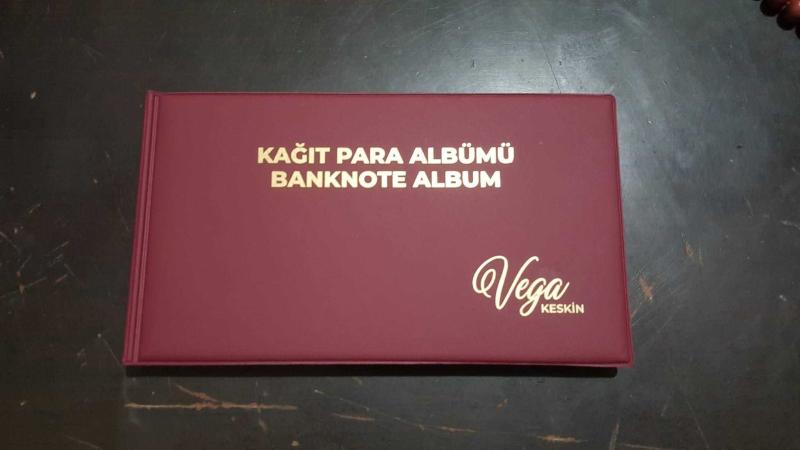 KAĞIT PARA ALBÜMÜ
BANKNOTE ALBUM
Vega
KESKİN